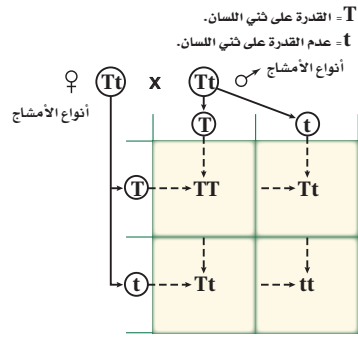 T= القدرة على ثني اللسان.
t= عدم القدرة على ثني اللسان.
♀ Tt x Tt ♂ أنواع الأمشاج
أنواع الأمشاج
T t
T TT Tt
t Tt tt